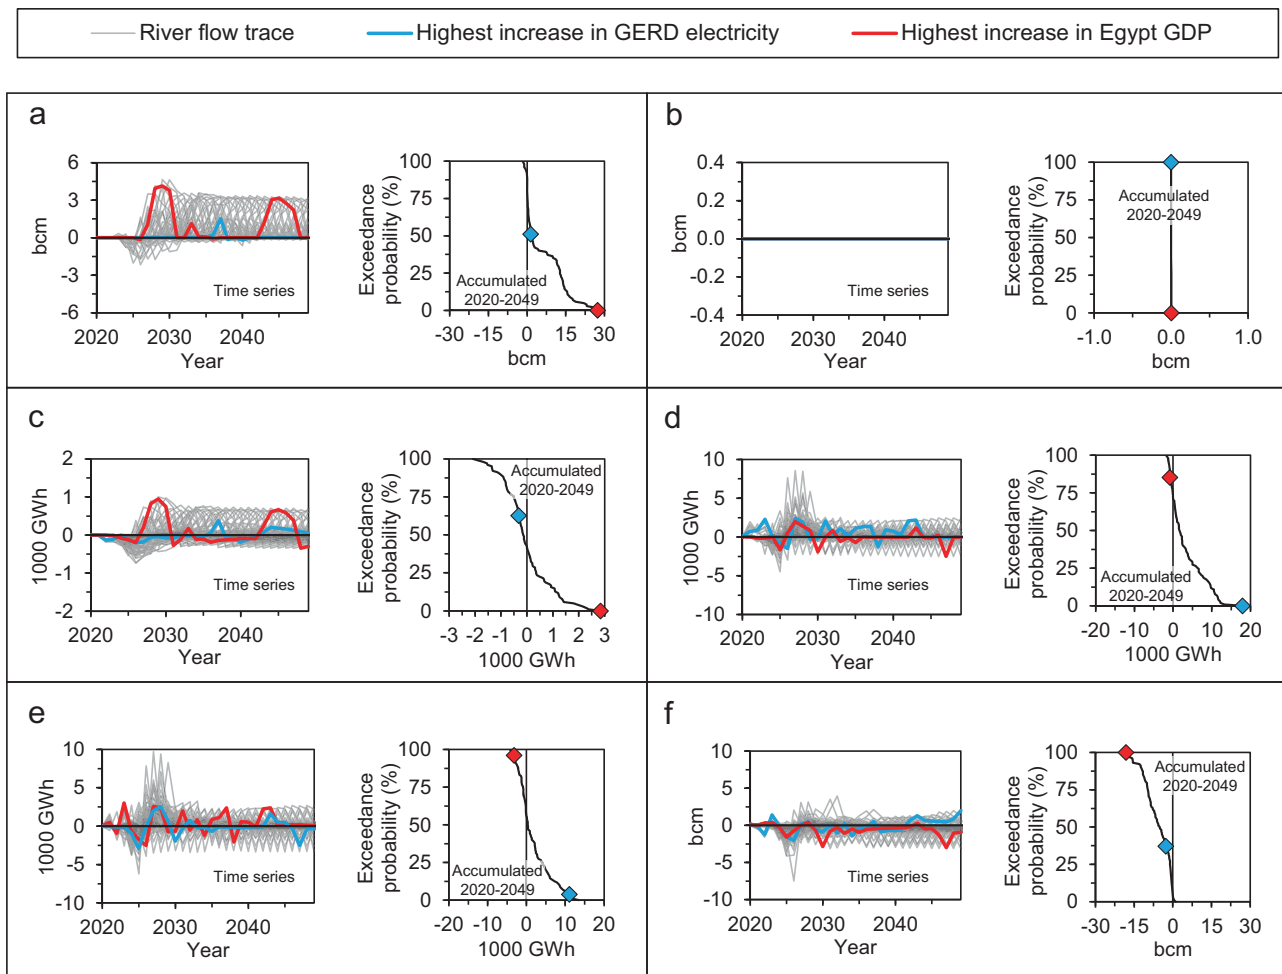 River flow trace
Highest increase in GERD electricity
Highest increase in Egypt GDP
a
bcm
6
3
0
-3
-6
Time series
2020 2030 2040
Year
Exceedance
probability (%)
100
75
50
25
0
Accumulated
2020-2049
-30 -15 0 15 30
bcm
b
bcm
0.4
0.2
0.0
-0.2
-0.4
Time series
2020 2030 2040
Year
Exceedance
probability (%)
100
75
50
25
0
Accumulated
2020-2049
-1.0 0.0 1.0
bcm
c
1000 GWh
2
1
0
-1
-2
Time series
2020 2030 2040
Year
Exceedance
probability (%)
100
75
50
25
0
Accumulated
2020-2049
-3 -2 -1 0 1 2 3
1000 GWh
d
1000 GWh
10
5
0
-5
-10
Time series
2020 2030 2040
Year
Exceedance
probability (%)
100
75
50
25
0
Accumulated
2020-2049
-20 -10 0 10 20
1000 GWh
e
1000 GWh
10
5
0
-5
-10
Time series
2020 2030 2040
Year
Exceedance
probability (%)
100
75
50
25
0
Accumulated
2020-2049
-20 -10 0 10 20
1000 GWh
f
bcm
10
5
0
-5
-10
Time series
2020 2030 2040
Year
Exceedance
probability (%)
100
75
50
25
0
Accumulated
2020-2049
-30 -15 0 15 30
bcm